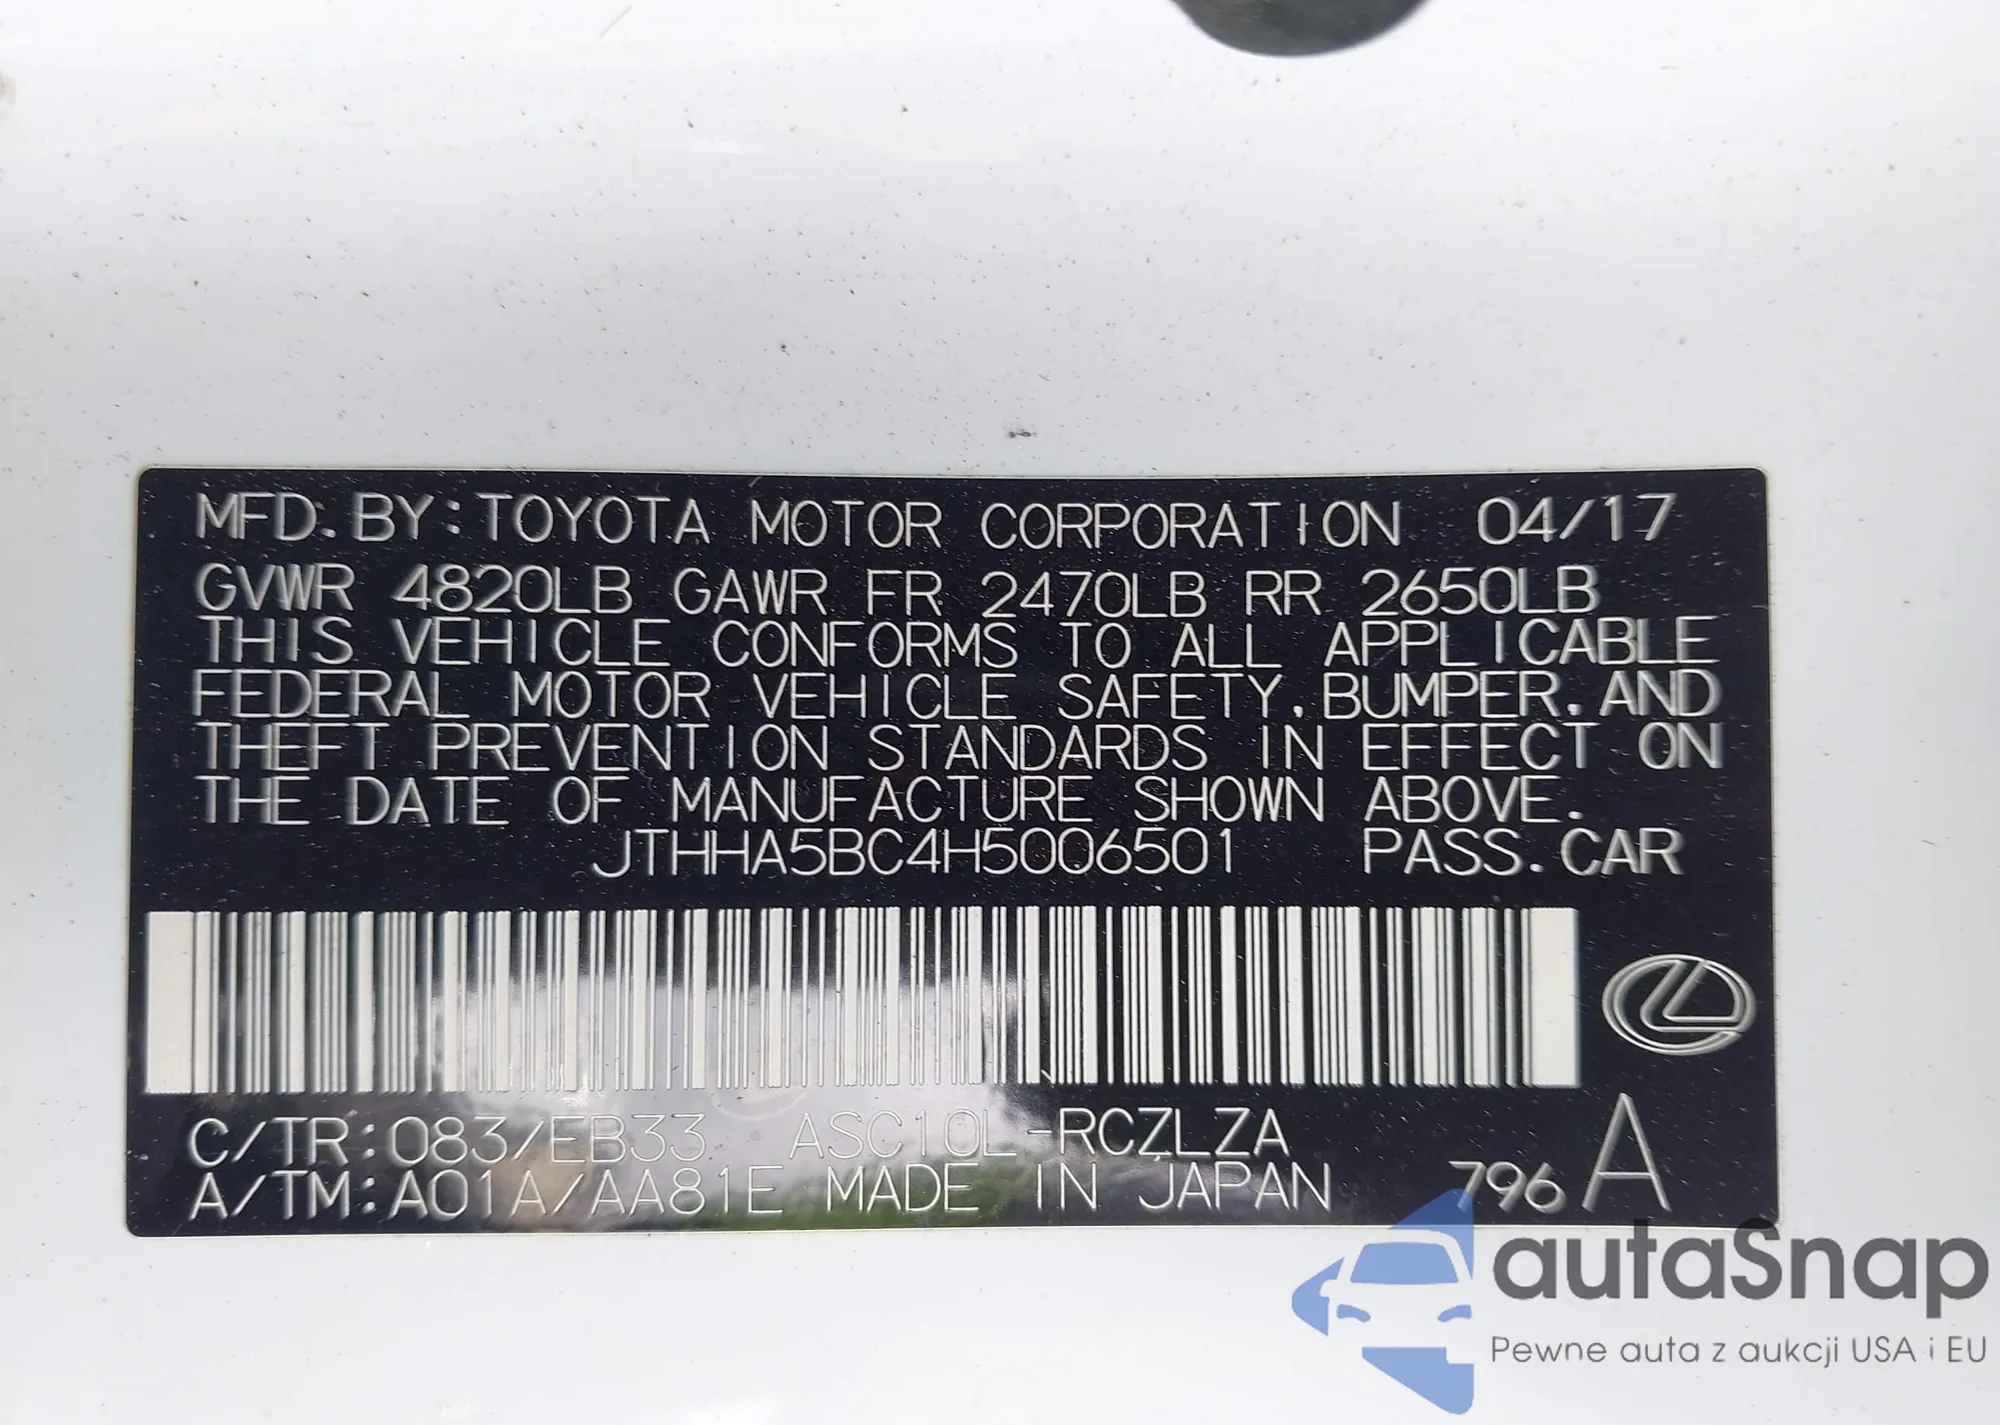 MFD. BY: TOYOTA MOTOR CORPORATION 04/17
GVWR 4820LB GAWR FR 2470LB RR 2650LB
THIS VEHICLE CONFORMS TO ALL APPLICABLE
FEDERAL MOTOR VEHICLE SAFETY, BUMPER, AND
THEFT PREVENTION STANDARDS IN EFFECT ON
THE DATE OF MANUFACTURE SHOWN ABOVE.
JTHHA5BC4H5006501 PASS. CAR
C/TR: 083/EB33 ASC10L-RCZLZA
A/TM: A01A/AA81E MADE IN JAPAN 796 A
autaSnap
Pewne auta z aukcji USA i EU